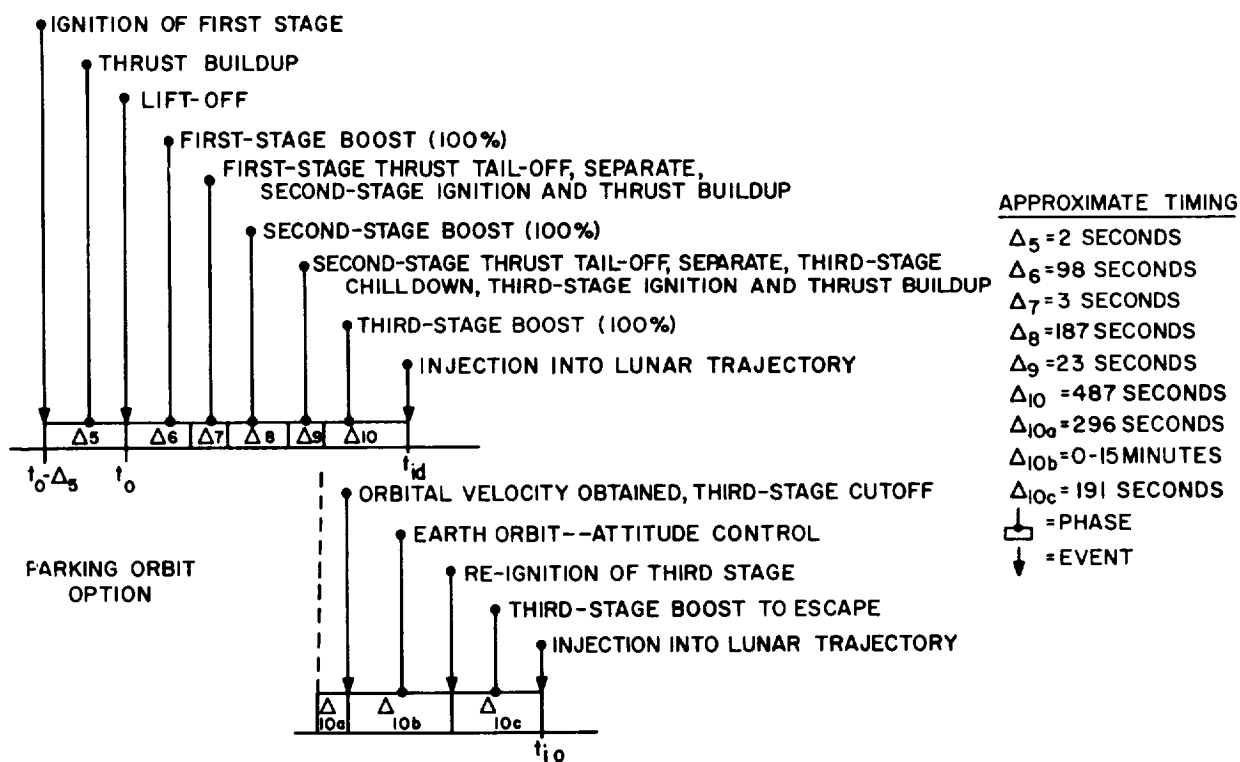 IGNITION OF FIRST STAGE
THRUST BUILDUP
LIFT-OFF
FIRST-STAGE BOOST (100%)
FIRST-STAGE THRUST TAIL-OFF, SEPARATE,
SECOND-STAGE IGNITION AND THRUST BUILDUP
SECOND-STAGE BOOST (100%)
SECOND-STAGE THRUST TAIL-OFF, SEPARATE, THIRD-STAGE
CHILLDOWN, THIRD-STAGE IGNITION AND THRUST BUILDUP
THIRD-STAGE BOOST (100%)
INJECTION INTO LUNAR TRAJECTORY
Δ5 Δ6 Δ7 Δ8 Δ9 Δ10
to-Δ5 to tid
APPROXIMATE TIMING
Δ5=2 SECONDS
Δ6=98 SECONDS
Δ7=3 SECONDS
Δ8=187 SECONDS
Δ9=23 SECONDS
Δ10=487 SECONDS
Δ10a=296 SECONDS
Δ10b=0-15 MINUTES
Δ10c=191 SECONDS
=PHASE
=EVENT
PARKING ORBIT
OPTION
ORBITAL VELOCITY OBTAINED, THIRD-STAGE CUTOFF
EARTH ORBIT--ATTITUDE CONTROL
RE-IGNITION OF THIRD STAGE
THIRD-STAGE BOOST TO ESCAPE
INJECTION INTO LUNAR TRAJECTORY
Δ10a Δ10b Δ10c
tio